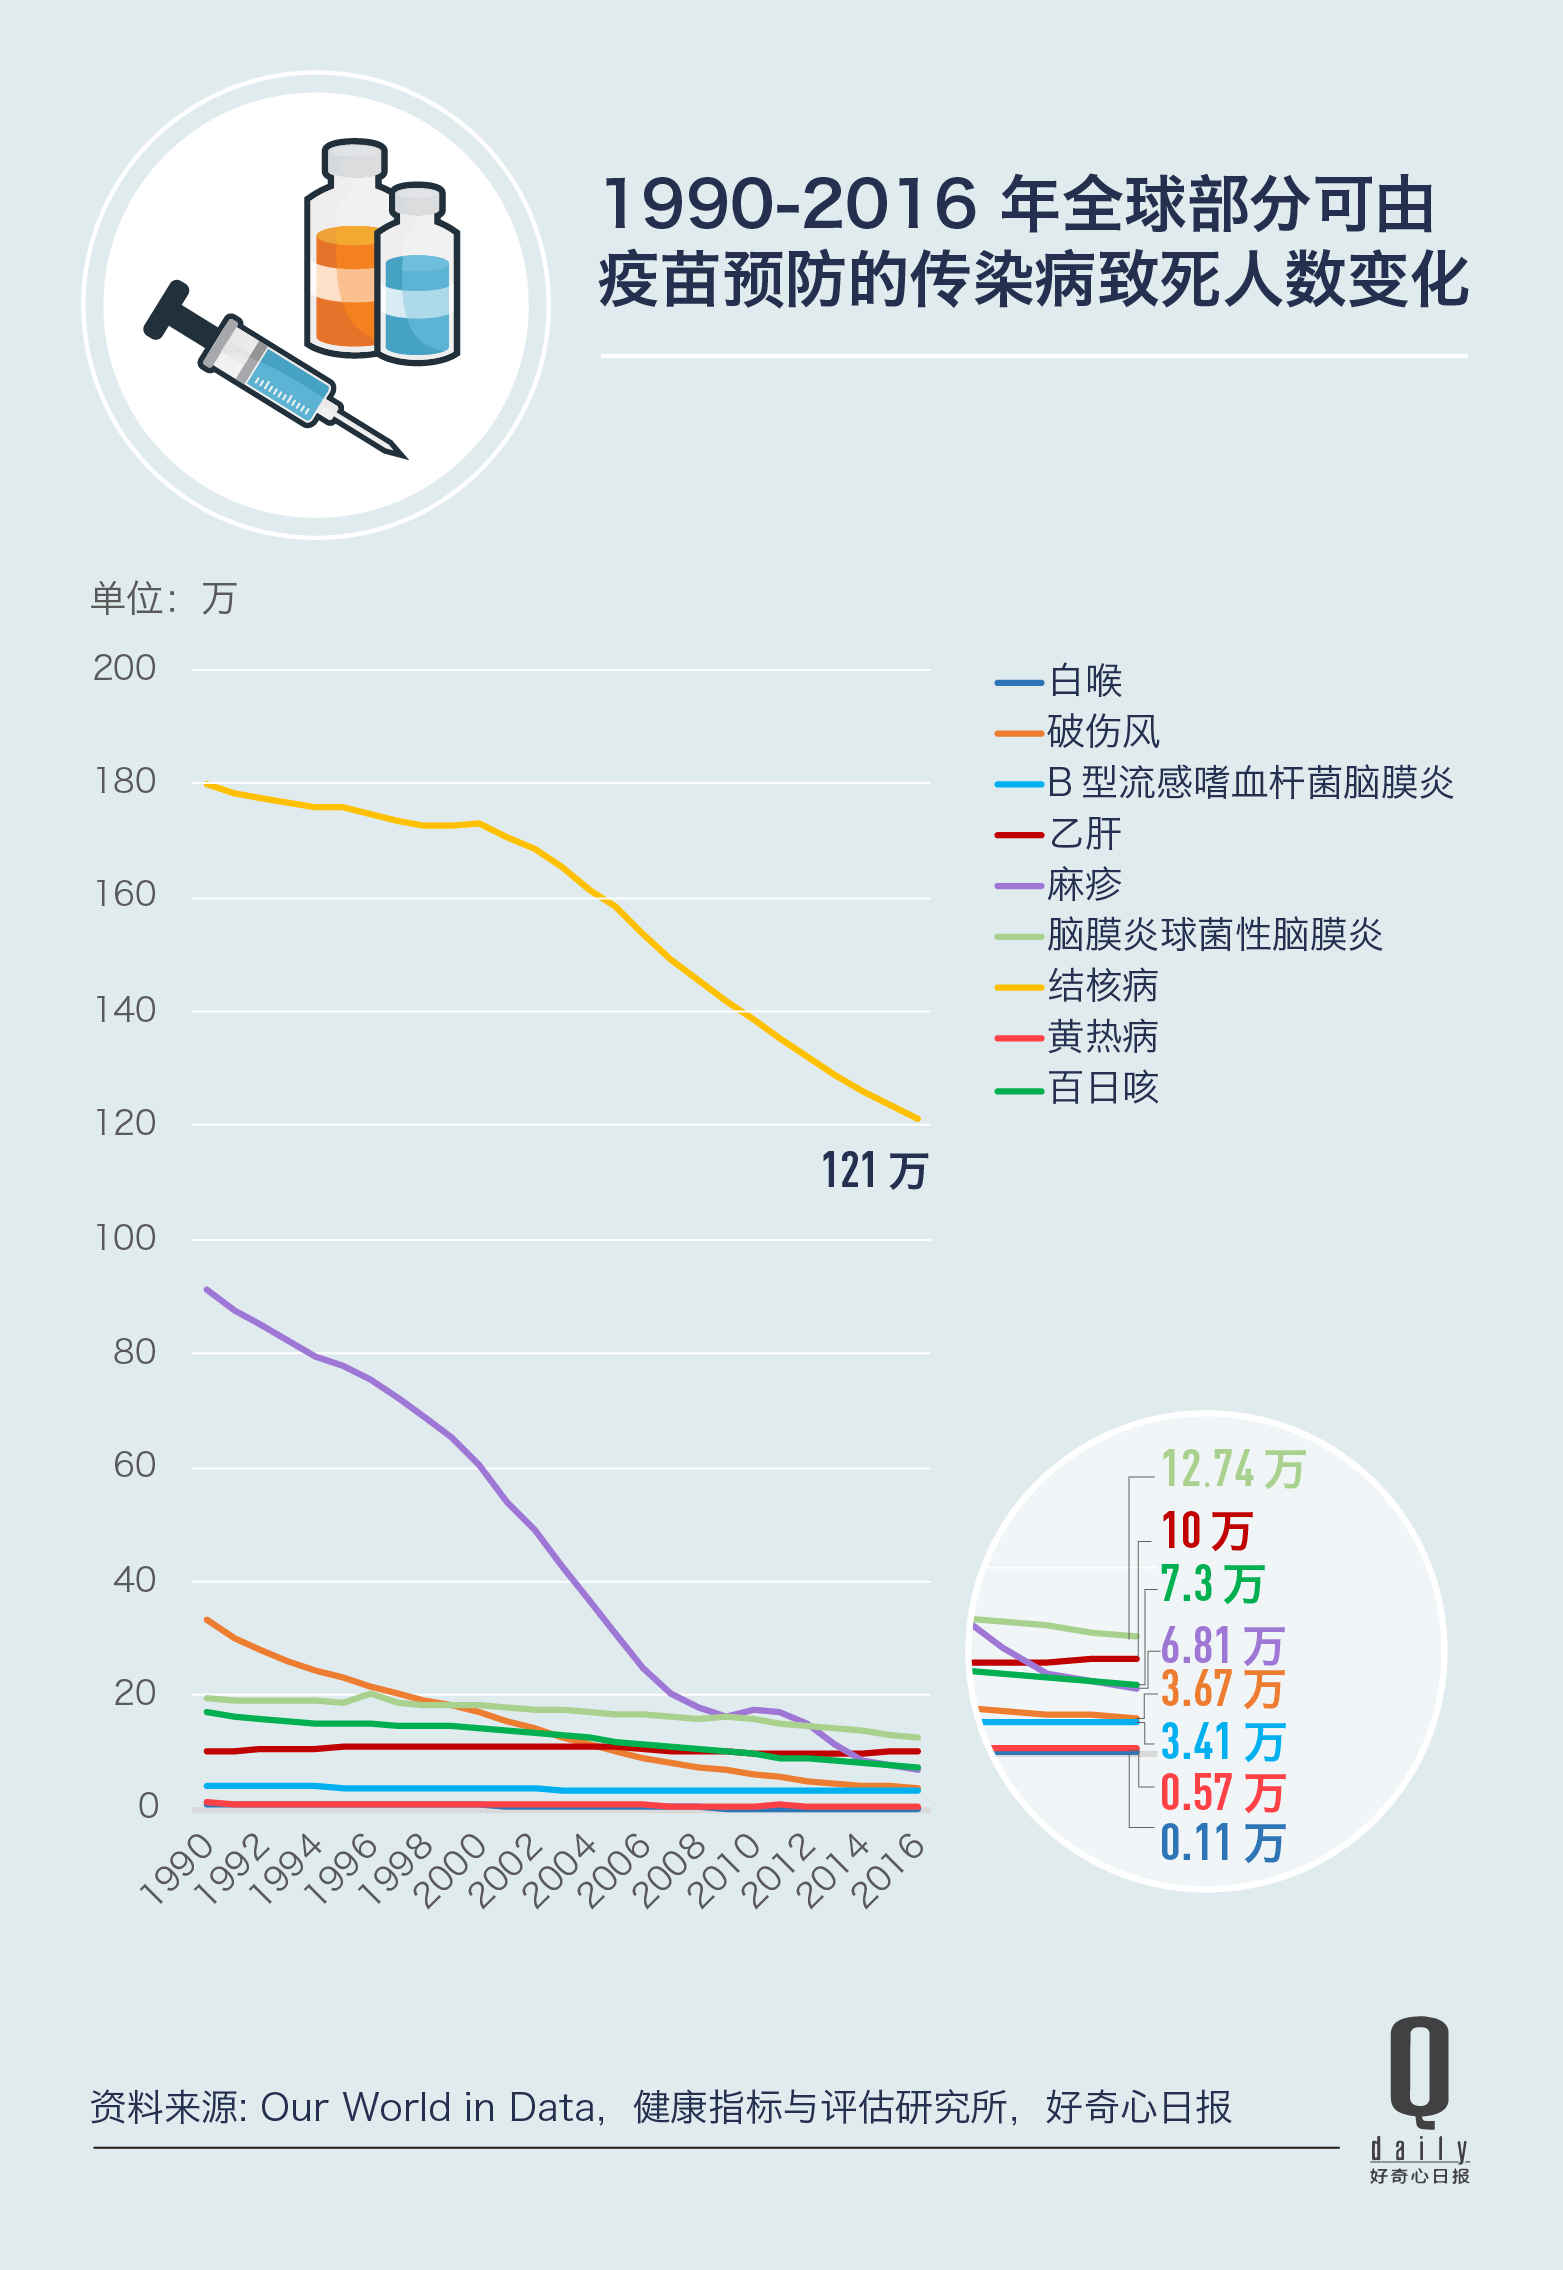 1990-2016 年全球部分可由
疫苗预防的传染病致死人数变化
单位：万
200
180
160
140
120
121 万
100
80
60
40
20
0
1990
1992
1994
1996
1998
2000
2002
2004
2006
2008
2010
2012
2014
2016
白喉
破伤风
B 型流感嗜血杆菌脑膜炎
乙肝
麻疹
脑膜炎球菌性脑膜炎
结核病
黄热病
百日咳
12.74 万
10 万
7.3 万
6.81 万
3.67 万
3.41 万
0.57 万
0.11 万
资料来源: Our World in Data，健康指标与评估研究所，好奇心日报
Q
daily
好奇心日报